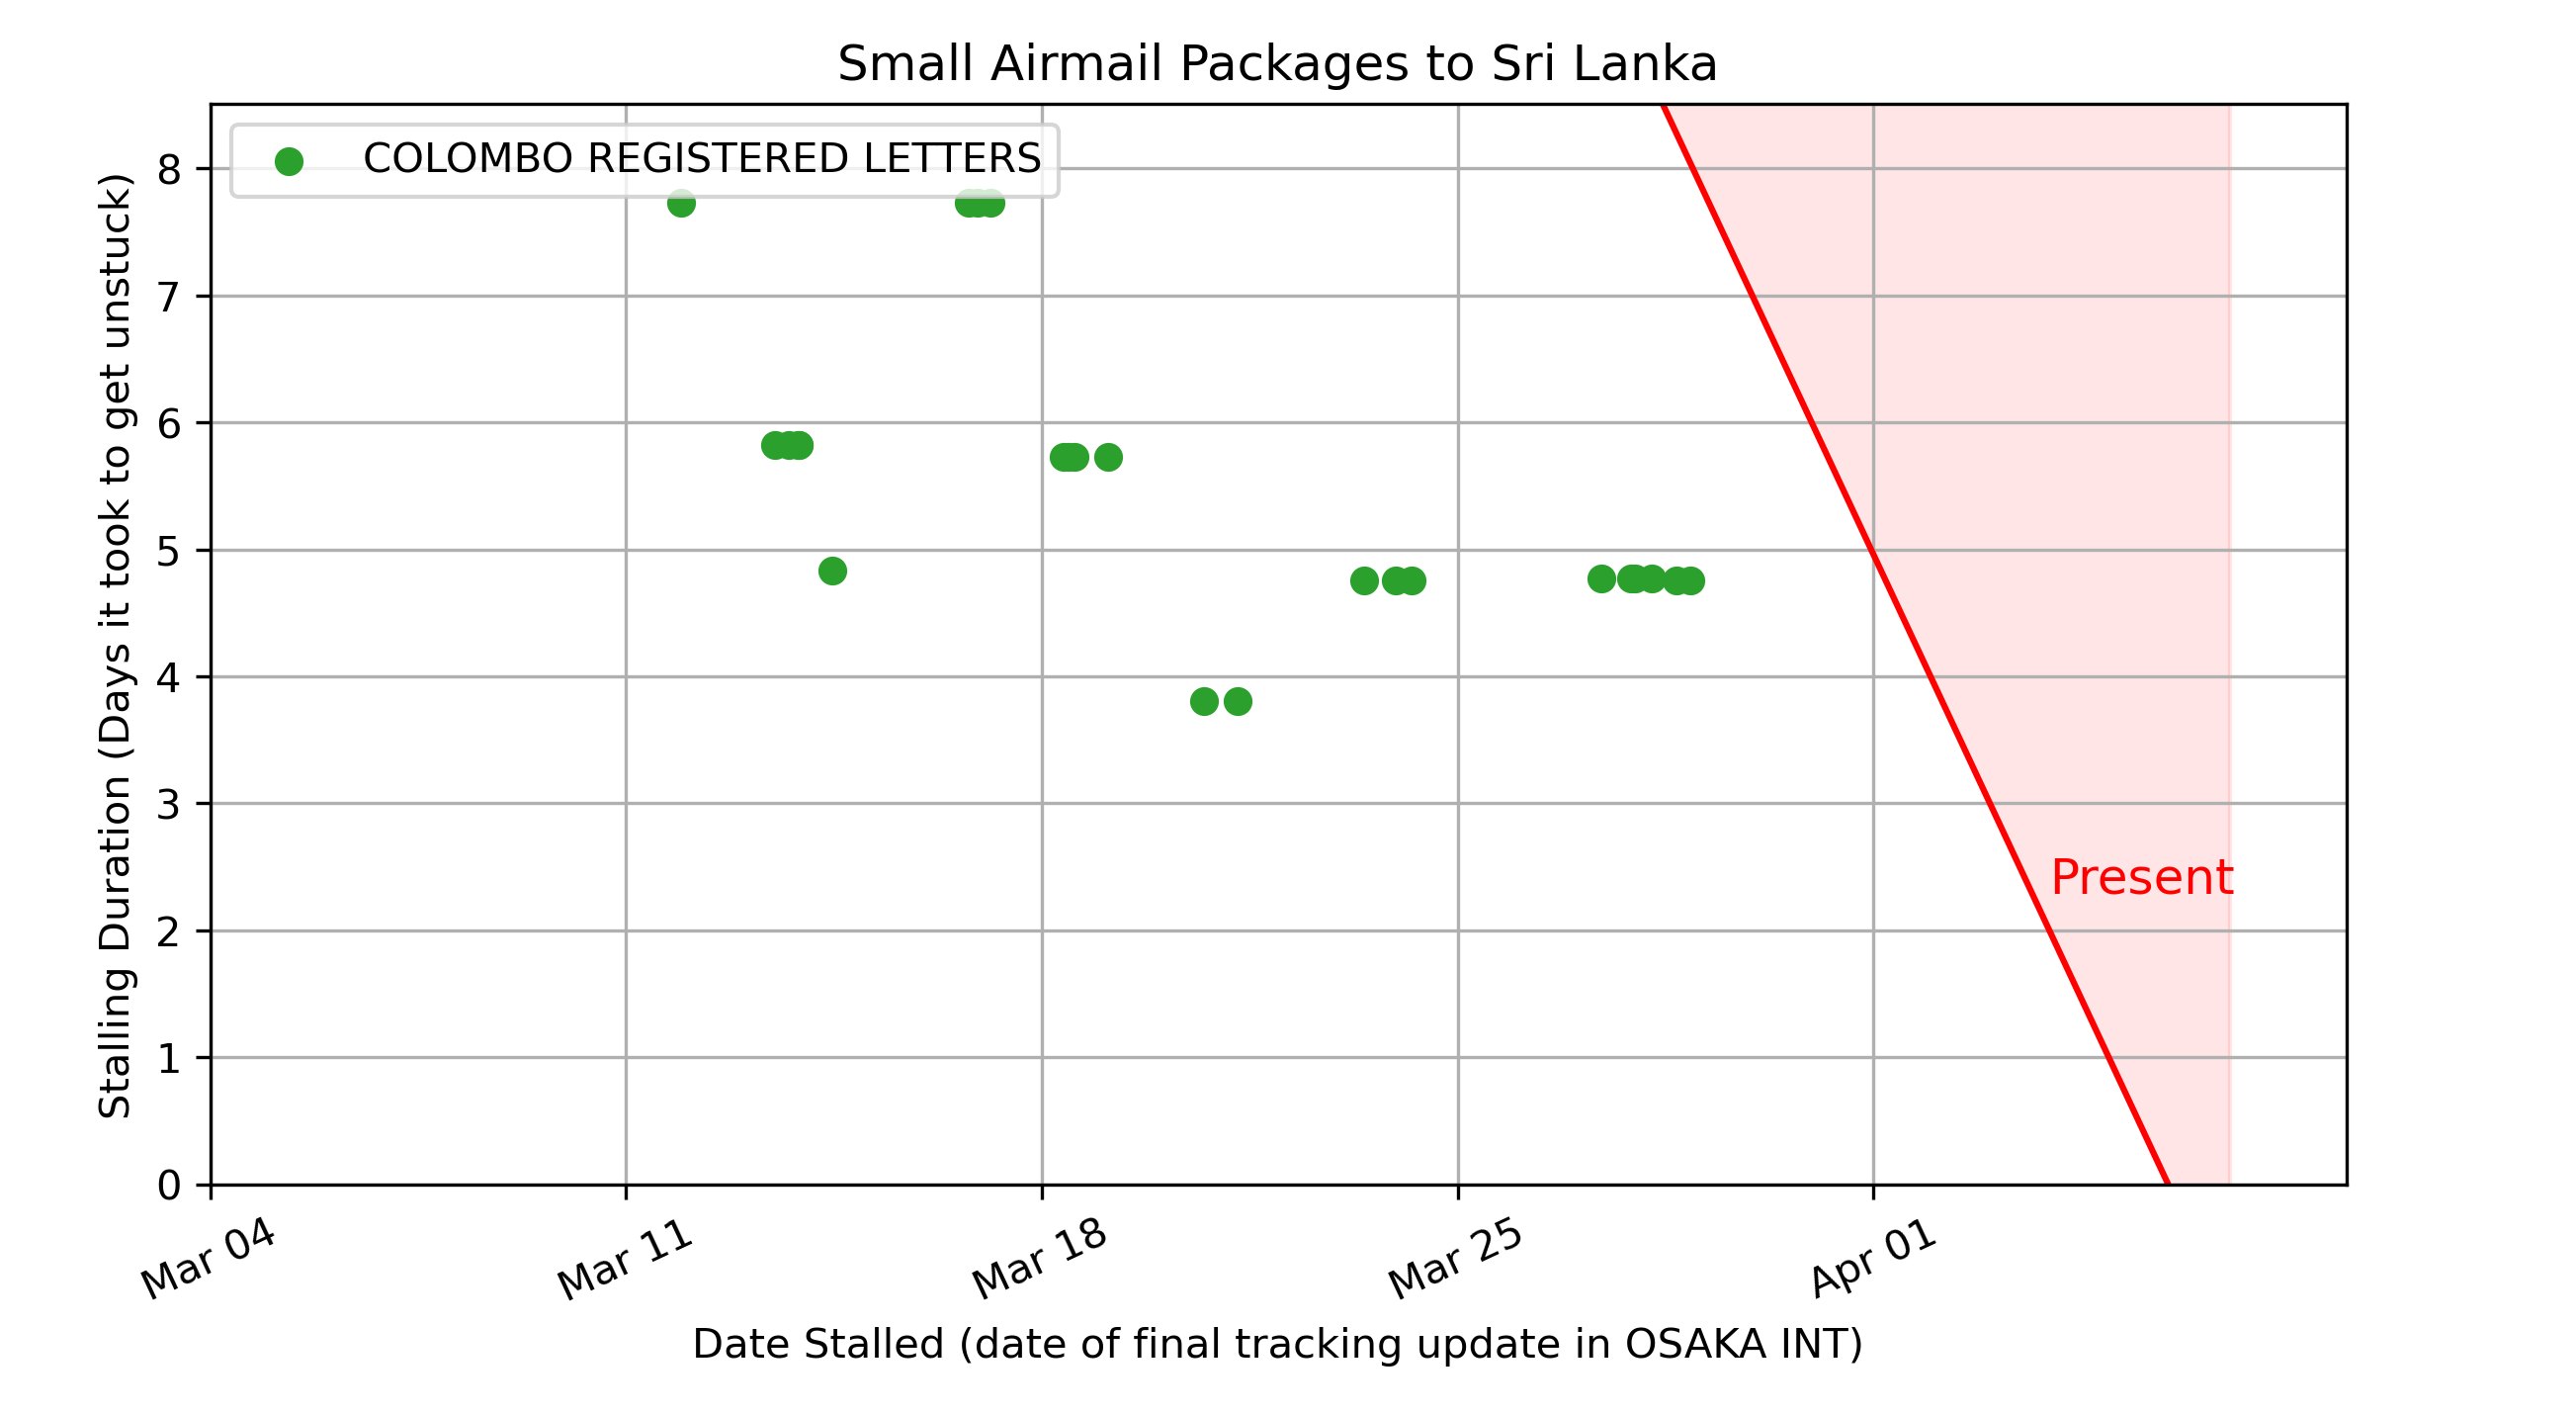 Small Airmail Packages to Sri Lanka
COLOMBO REGISTERED LETTERS
Stalling Duration (Days it took to get unstuck)
8
7
6
5
4
3
2
1
0
Present
Mar 04
Mar 11
Mar 18
Mar 25
Apr 01
Date Stalled (date of final tracking update in OSAKA INT)